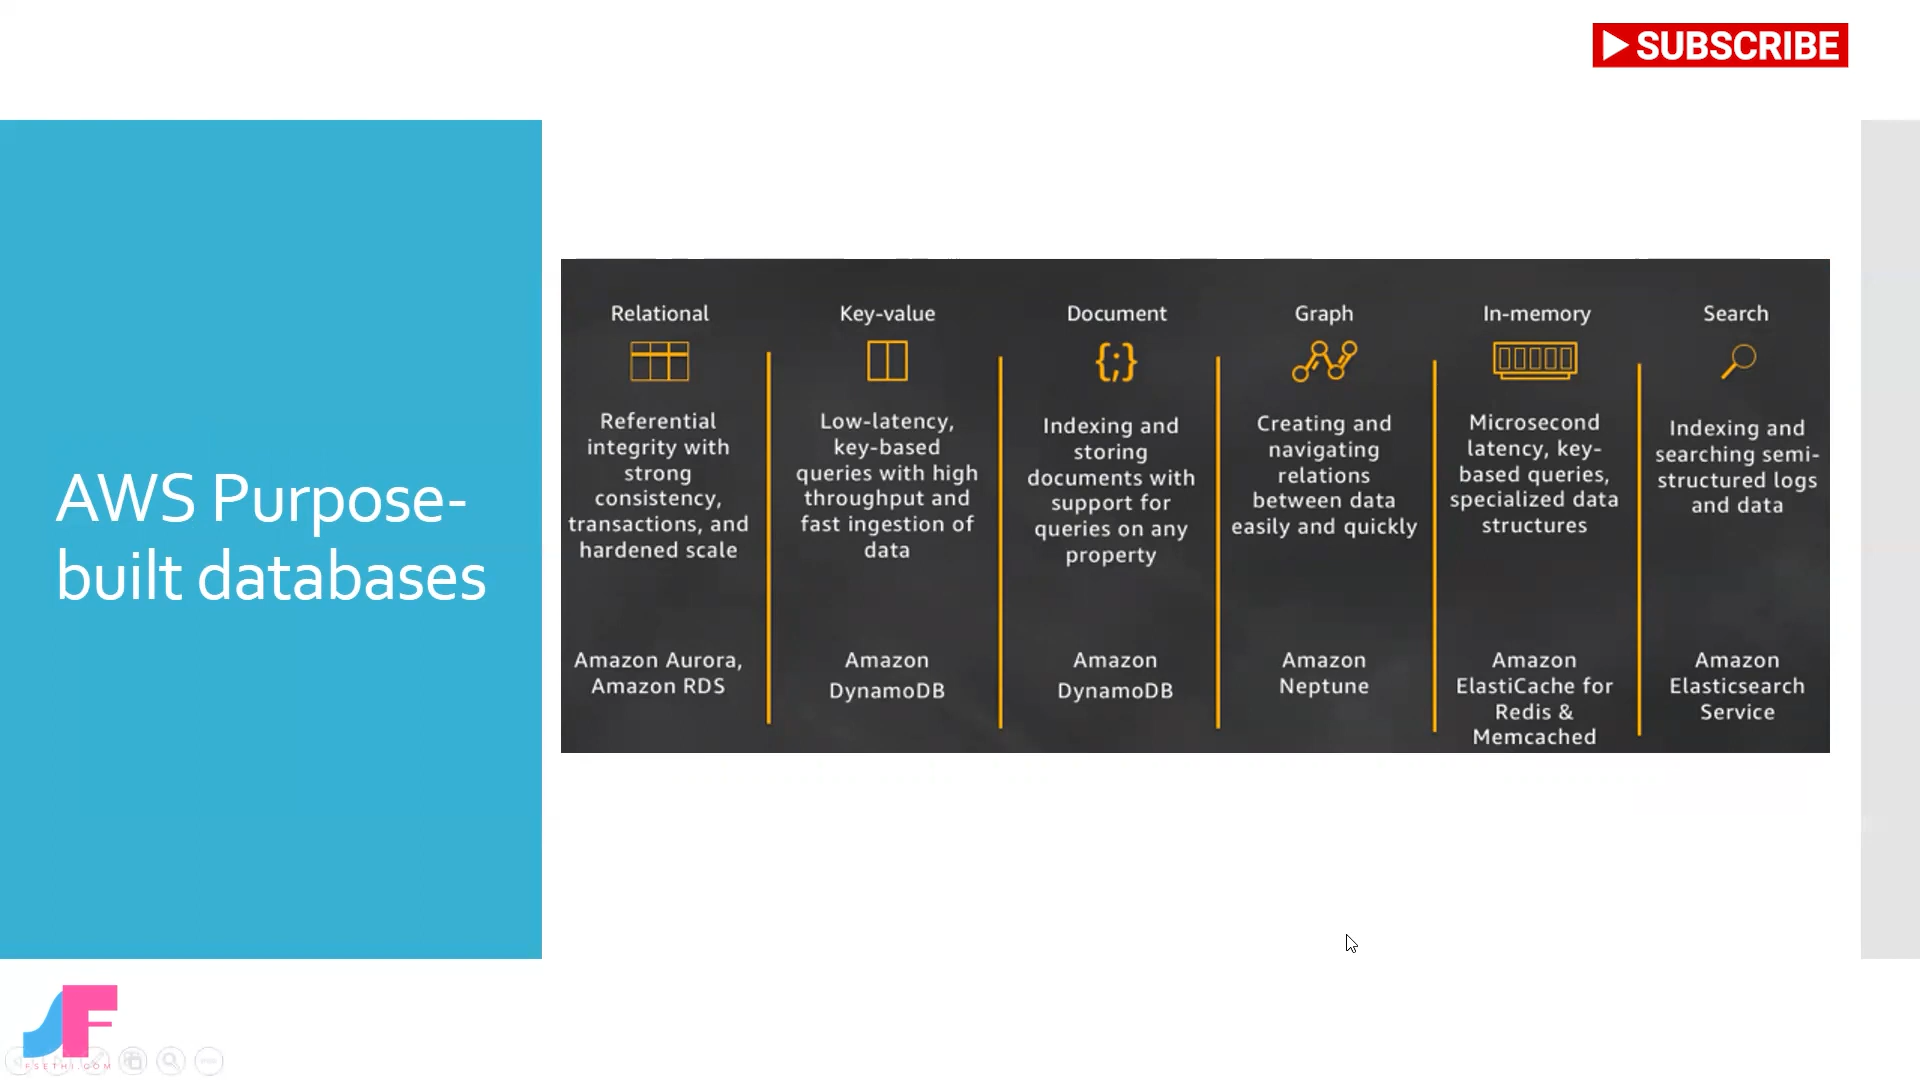 SUBSCRIBE
AWS Purpose-
built databases
Relational
Referential
integrity with
strong
consistency,
transactions, and
hardened scale
Amazon Aurora,
Amazon RDS
Key-value
Low-latency,
key-based
queries with high
throughput and
fast ingestion of
data
Amazon
DynamoDB
Document
{;}
Indexing and
storing
documents with
support for
queries on any
property
Amazon
DynamoDB
Graph
Creating and
navigating
relations
between data
easily and quickly
Amazon
Neptune
In-memory
Microsecond
latency, key-
based queries,
specialized data
structures
Amazon
ElastiCache for
Redis &
Memcached
Search
Indexing and
searching semi-
structured logs
and data
Amazon
Elasticsearch
Service
SF
FSETHI.COM